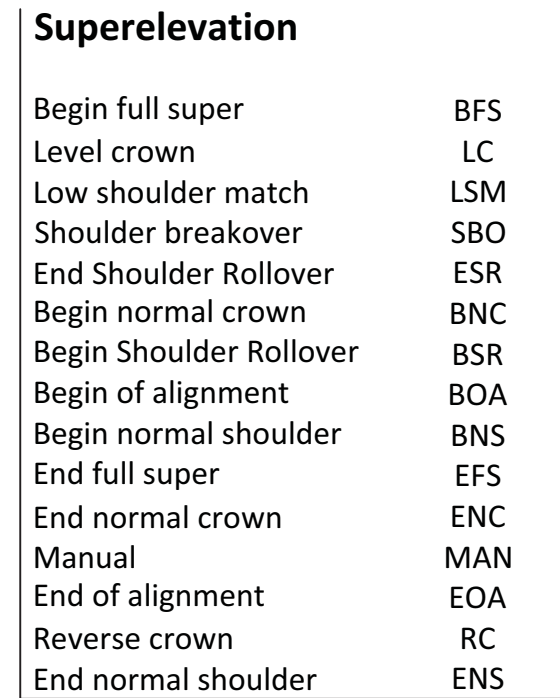 Superelevation
Begin full super BFS
Level crown LC
Low shoulder match LSM
Shoulder breakover SBO
End Shoulder Rollover ESR
Begin normal crown BNC
Begin Shoulder Rollover BSR
Begin of alignment BOA
Begin normal shoulder BNS
End full super EFS
End normal crown ENC
Manual MAN
End of alignment EOA
Reverse crown RC
End normal shoulder ENS